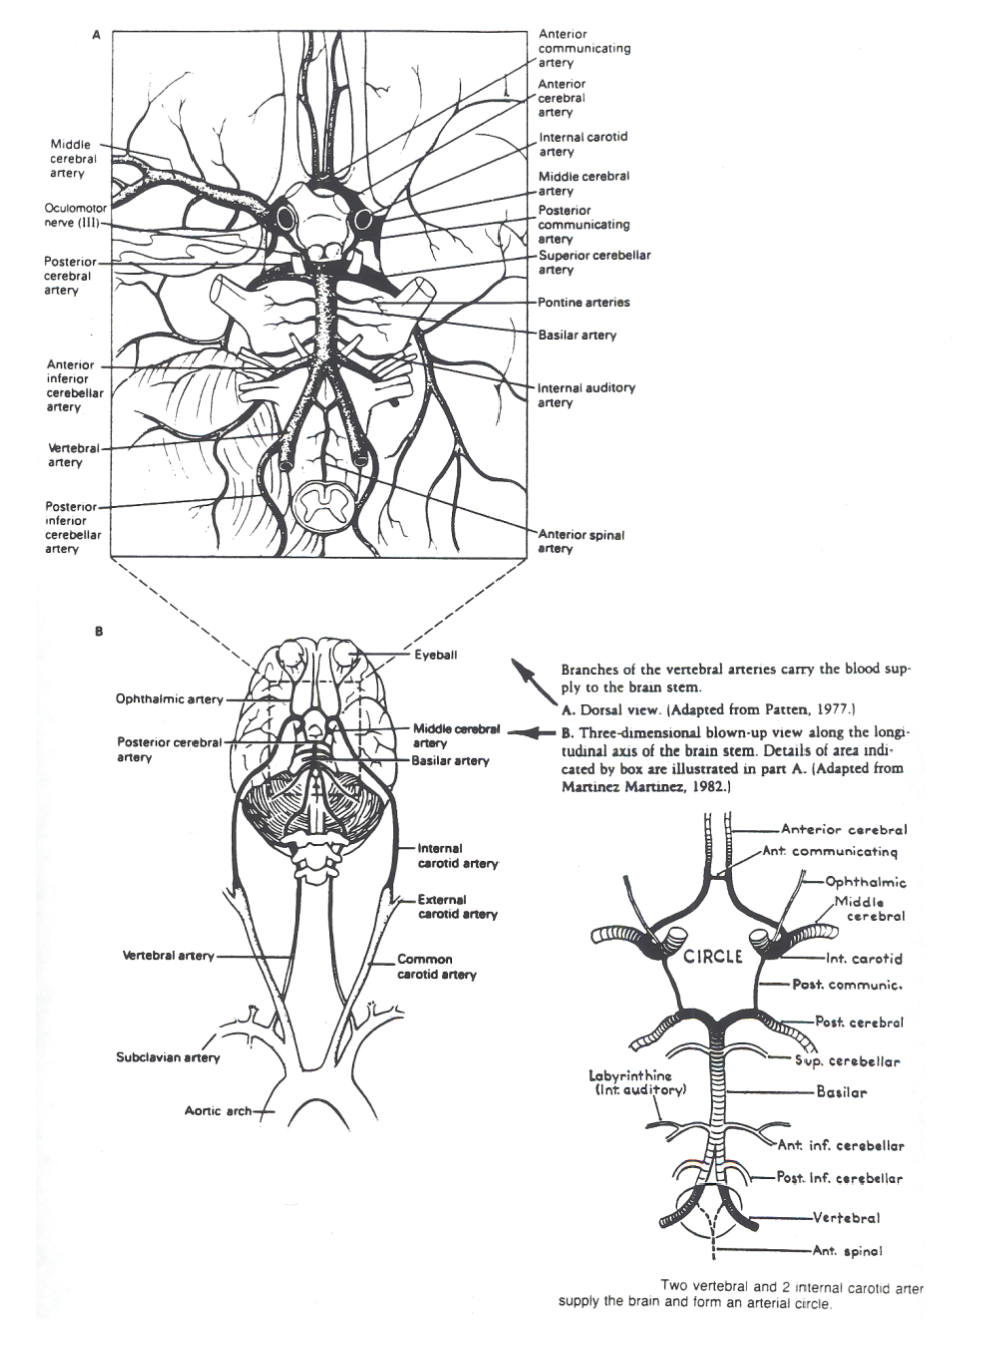 A
Anterior
communicating
artery
Anterior
cerebral
artery
Internal carotid
artery
Middle cerebral
artery
Posterior
communicating
artery
Superior cerebellar
artery
Pontine arteries
Basilar artery
Internal auditory
artery
Anterior spinal
artery
Middle
cerebral
artery
Oculomotor
nerve (III)
Posterior
cerebral
artery
Anterior
inferior
cerebellar
artery
Vertebral
artery
Posterior
inferior
cerebellar
artery
B
Eyeball
Ophthalmic artery
Middle cerebral
artery
Posterior cerebral
artery
Basilar artery
Internal
carotid artery
External
carotid artery
Vertebral artery
Common
carotid artery
Subclavian artery
Aortic arch
Branches of the vertebral arteries carry the blood sup-
ply to the brain stem.
A. Dorsal view. (Adapted from Patten, 1977.)
B. Three-dimensional blown-up view along the longi-
tudinal axis of the brain stem. Details of area indi-
cated by box are illustrated in part A. (Adapted from
Martinez Martinez, 1982.)
Anterior cerebral
Ant. communicating
Ophthalmic
Middle
cerebral
CIRCLE
Int. carotid
Post. communic.
Post. cerebral
Sup. cerebellar
Labyrinthine
(Int. auditory)
Basilar
Ant. inf. cerebellar
Post. Inf. cerebellar
Vertebral
Ant. spinal
Two vertebral and 2 internal carotid arter
supply the brain and form an arterial circle.